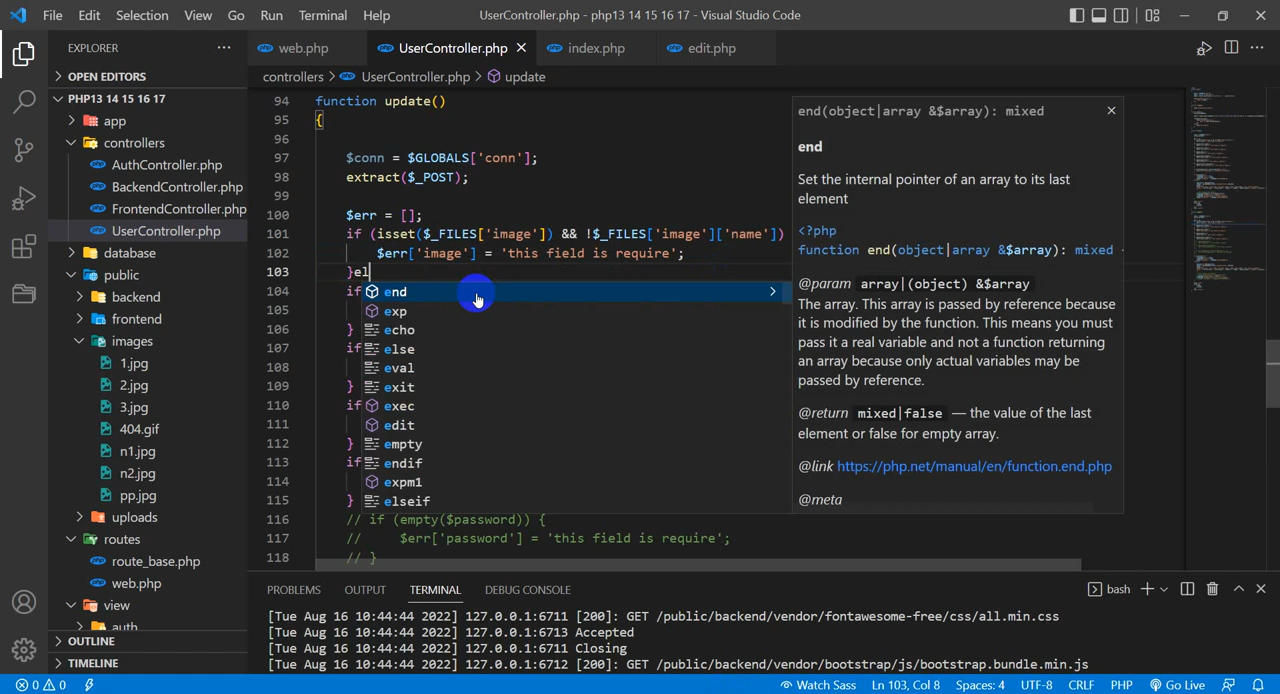 File Edit Selection View Go Run Terminal Help UserController.php - php13 14 15 16 17 - Visual Studio Code
EXPLORER ...
web.php UserController.php index.php edit.php
OPEN EDITORS
controllers > UserController.php > update
PHP13 14 15 16 17
app
controllers
AuthController.php
BackendController.php
FrontendController.php
UserController.php
database
public
backend
frontend
images
1.jpg
2.jpg
3.jpg
404.gif
n1.jpg
n2.jpg
pp.jpg
uploads
routes
route_base.php
web.php
view
auth
OUTLINE
TIMELINE
94 function update()
95 {
96
97 $conn = $GLOBALS['conn'];
98 extract($_POST);
99
100 $err = [];
101 if (isset($_FILES['image']) && !$_FILES['image']['name'])
102 $err['image'] = 'this field is require';
103 }el
104 if
105
106 }
107 if
108
109 }
110 if
111
112 }
113 if
114
115 }
116 // if (empty($password)) {
117 // $err['password'] = 'this field is require';
118 // }
end
exp
echo
else
eval
exit
exec
edit
empty
endif
expm1
elseif
end(object|array &$array): mixed
end
Set the internal pointer of an array to its last
element
<?php
function end(object|array &$array): mixed
@param array|(object) &$array
The array. This array is passed by reference because
it is modified by the function. This means you must
pass it a real variable and not a function returning
an array because only actual variables may be
passed by reference.
@return mixed|false — the value of the last
element or false for empty array.
@link https://php.net/manual/en/function.end.php
@meta
PROBLEMS OUTPUT TERMINAL DEBUG CONSOLE bash
[Tue Aug 16 10:44:44 2022] 127.0.0.1:6711 [200]: GET /public/backend/vendor/fontawesome-free/css/all.min.css
[Tue Aug 16 10:44:44 2022] 127.0.0.1:6713 Accepted
[Tue Aug 16 10:44:44 2022] 127.0.0.1:6711 Closing
[Tue Aug 16 10:44:44 2022] 127.0.0.1:6712 [200]: GET /public/backend/vendor/bootstrap/js/bootstrap.bundle.min.js
0 0 Watch Sass Ln 103, Col 8 Spaces: 4 UTF-8 CRLF PHP Go Live